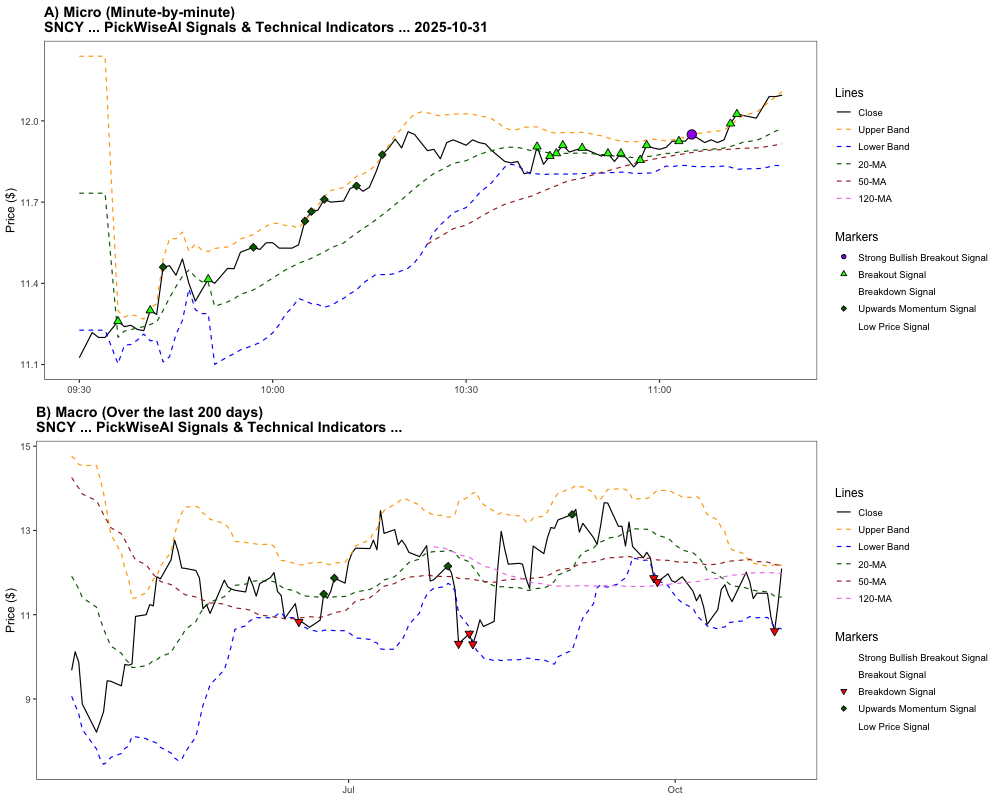 A) Micro (Minute-by-minute)
SNCY ... PickWiseAI Signals & Technical Indicators ... 2025-10-31
Price ($)
12.0
11.7
11.4
11.1
09:30
10:00
10:30
11:00
Lines
Close
Upper Band
Lower Band
20-MA
50-MA
120-MA
Markers
Strong Bullish Breakout Signal
Breakout Signal
Breakdown Signal
Upwards Momentum Signal
Low Price Signal
B) Macro (Over the last 200 days)
SNCY ... PickWiseAI Signals & Technical Indicators ...
Price ($)
15
13
11
9
Jul
Oct
Lines
Close
Upper Band
Lower Band
20-MA
50-MA
120-MA
Markers
Strong Bullish Breakout Signal
Breakout Signal
Breakdown Signal
Upwards Momentum Signal
Low Price Signal